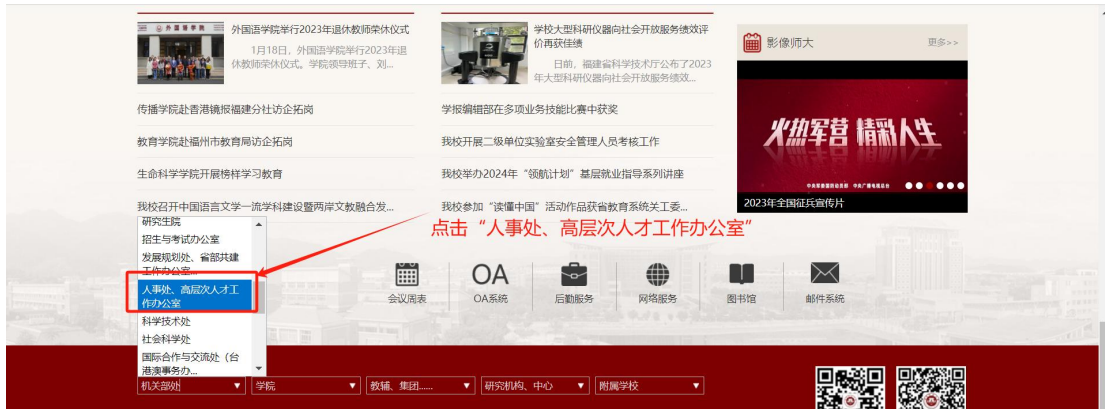 外国语学院
外国语学院举行2023年退休教师荣休仪式
1月18日，外国语学院举行2023年退
休教师荣休仪式。学院领导班子、刘...
学校大型科研仪器向社会开放服务绩效评
价再获佳绩
日前，福建省科学技术厅公布了2023
年大型科研仪器向社会开放服务绩效...
影像师大
更多>>
传播学院赴香港镜报福建分社访企拓岗
教育学院赴福州市教育局访企拓岗
生命科学学院开展榜样学习教育
我校召开中国语言文学一流学科建设暨两岸文教融合发...
学报编辑部在多项业务技能比赛中获奖
我校开展二级单位实验室安全管理人员考核工作
我校举办2024年“领航计划”基层就业指导系列讲座
我校参加“读懂中国”活动作品获省教育系统关工委...
火热军营 精彩人生
2023年全国征兵宣传片
点击“人事处、高层次人才工作办公室”
研究生院
招生与考试办公室
发展规划处、省部共建
工作办公室...
人事处、高层次人才工
作办公室
科学技术处
社会科学处
国际合作与交流处（台
港澳事务办...
会议周表
OA
OA系统
后勤服务
网络服务
图书馆
邮件系统
机关部处
学院
教辅、集团......
研究机构、中心
附属学校